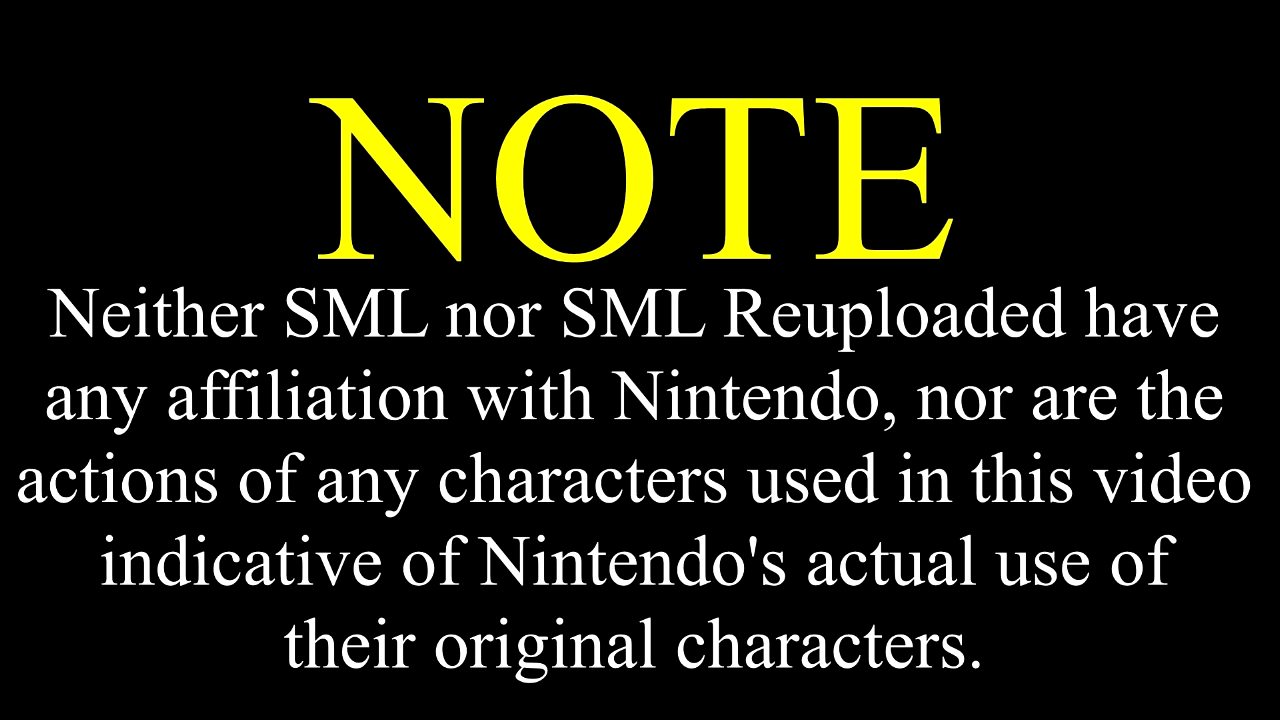 NOTE
Neither SML nor SML Reuploaded have
any affiliation with Nintendo, nor are the
actions of any characters used in this video
indicative of Nintendo's actual use of
their original characters.